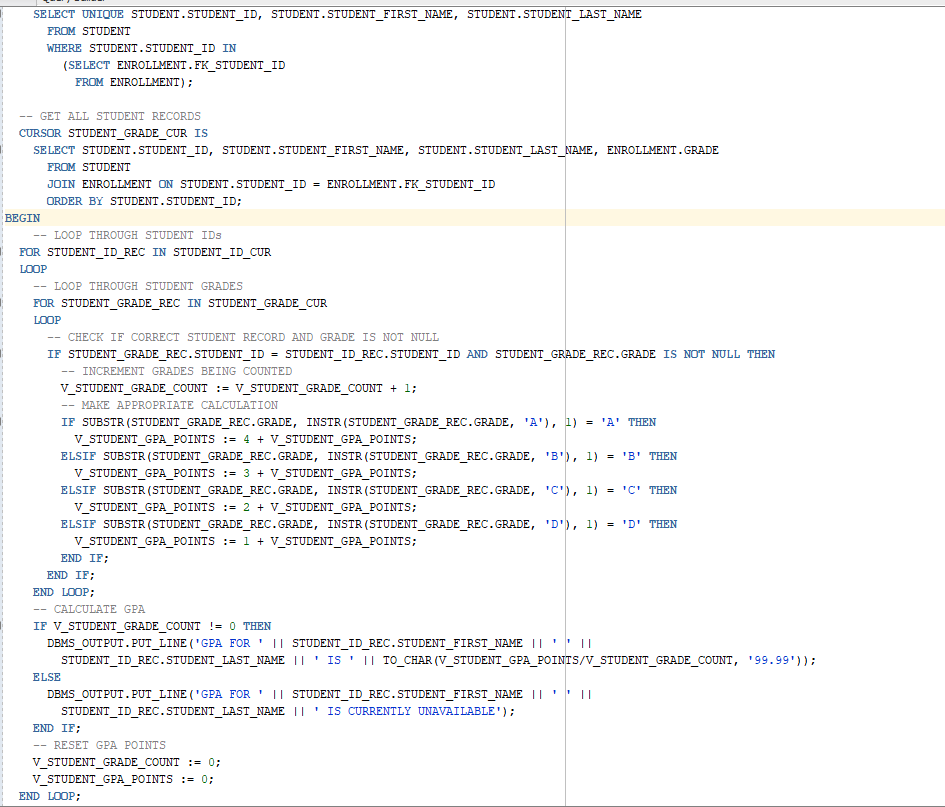 SELECT UNIQUE STUDENT.STUDENT_ID, STUDENT.STUDENT_FIRST_NAME, STUDENT.STUDENT_LAST_NAME
FROM STUDENT
WHERE STUDENT.STUDENT_ID IN
(SELECT ENROLLMENT.FK_STUDENT_ID
FROM ENROLLMENT);
-- GET ALL STUDENT RECORDS
CURSOR STUDENT_GRADE_CUR IS
SELECT STUDENT.STUDENT_ID, STUDENT.STUDENT_FIRST_NAME, STUDENT.STUDENT_LAST_NAME, ENROLLMENT.GRADE
FROM STUDENT
JOIN ENROLLMENT ON STUDENT.STUDENT_ID = ENROLLMENT.FK_STUDENT_ID
ORDER BY STUDENT.STUDENT_ID;
BEGIN
-- LOOP THROUGH STUDENT IDs
FOR STUDENT_ID_REC IN STUDENT_ID_CUR
LOOP
-- LOOP THROUGH STUDENT GRADES
FOR STUDENT_GRADE_REC IN STUDENT_GRADE_CUR
LOOP
-- CHECK IF CORRECT STUDENT RECORD AND GRADE IS NOT NULL
IF STUDENT_GRADE_REC.STUDENT_ID = STUDENT_ID_REC.STUDENT_ID AND STUDENT_GRADE_REC.GRADE IS NOT NULL THEN
-- INCREMENT GRADES BEING COUNTED
V_STUDENT_GRADE_COUNT := V_STUDENT_GRADE_COUNT + 1;
-- MAKE APPROPRIATE CALCULATION
IF SUBSTR(STUDENT_GRADE_REC.GRADE, INSTR(STUDENT_GRADE_REC.GRADE, 'A'), 1) = 'A' THEN
V_STUDENT_GPA_POINTS := 4 + V_STUDENT_GPA_POINTS;
ELSIF SUBSTR(STUDENT_GRADE_REC.GRADE, INSTR(STUDENT_GRADE_REC.GRADE, 'B'), 1) = 'B' THEN
V_STUDENT_GPA_POINTS := 3 + V_STUDENT_GPA_POINTS;
ELSIF SUBSTR(STUDENT_GRADE_REC.GRADE, INSTR(STUDENT_GRADE_REC.GRADE, 'C'), 1) = 'C' THEN
V_STUDENT_GPA_POINTS := 2 + V_STUDENT_GPA_POINTS;
ELSIF SUBSTR(STUDENT_GRADE_REC.GRADE, INSTR(STUDENT_GRADE_REC.GRADE, 'D'), 1) = 'D' THEN
V_STUDENT_GPA_POINTS := 1 + V_STUDENT_GPA_POINTS;
END IF;
END IF;
END LOOP;
-- CALCULATE GPA
IF V_STUDENT_GRADE_COUNT != 0 THEN
DBMS_OUTPUT.PUT_LINE('GPA FOR ' || STUDENT_ID_REC.STUDENT_FIRST_NAME || ' ' ||
STUDENT_ID_REC.STUDENT_LAST_NAME || ' IS ' || TO_CHAR(V_STUDENT_GPA_POINTS/V_STUDENT_GRADE_COUNT, '99.99'));
ELSE
DBMS_OUTPUT.PUT_LINE('GPA FOR ' || STUDENT_ID_REC.STUDENT_FIRST_NAME || ' ' ||
STUDENT_ID_REC.STUDENT_LAST_NAME || ' IS CURRENTLY UNAVAILABLE');
END IF;
-- RESET GPA POINTS
V_STUDENT_GRADE_COUNT := 0;
V_STUDENT_GPA_POINTS := 0;
END LOOP;